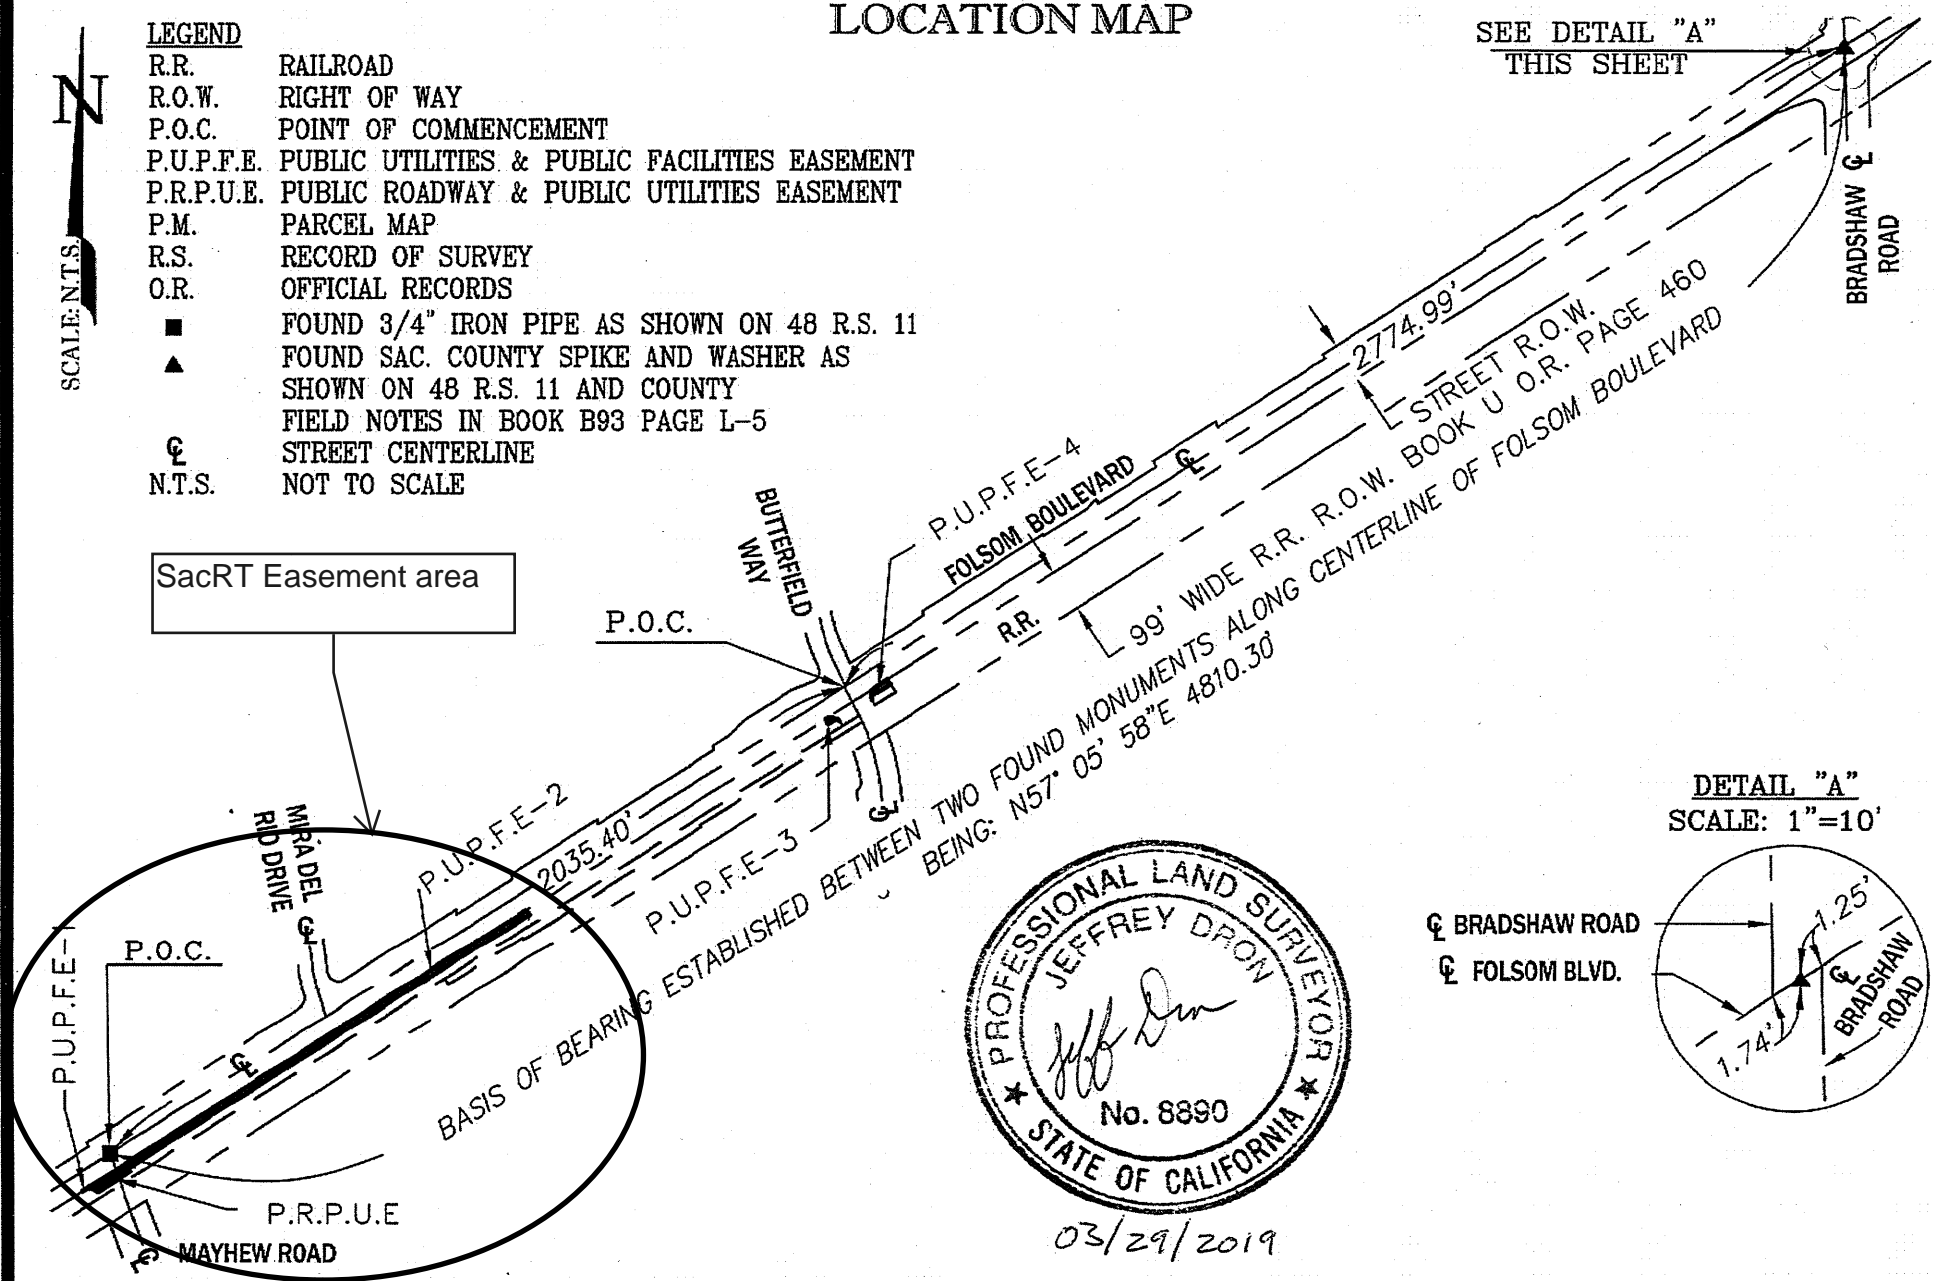 LOCATION MAP
LEGEND
R.R. RAILROAD
R.O.W. RIGHT OF WAY
P.O.C. POINT OF COMMENCEMENT
P.U.P.F.E. PUBLIC UTILITIES & PUBLIC FACILITIES EASEMENT
P.R.P.U.E. PUBLIC ROADWAY & PUBLIC UTILITIES EASEMENT
P.M. PARCEL MAP
R.S. RECORD OF SURVEY
O.R. OFFICIAL RECORDS
■ FOUND 3/4" IRON PIPE AS SHOWN ON 48 R.S. 11
▲ FOUND SAC. COUNTY SPIKE AND WASHER AS
SHOWN ON 48 R.S. 11 AND COUNTY
FIELD NOTES IN BOOK B93 PAGE L-5
℄ STREET CENTERLINE
N.T.S. NOT TO SCALE
N
SCALE: N.T.S.
SEE DETAIL "A"
THIS SHEET
℄
BRADSHAW
ROAD
2774.99'
STREET R.O.W.
99' WIDE R.R. R.O.W. BOOK U O.R. PAGE 460
BASIS OF BEARING ESTABLISHED BETWEEN TWO FOUND MONUMENTS ALONG CENTERLINE OF FOLSOM BOULEVARD
BEING: N57° 05' 58"E 4810.30'
P.U.P.F.E-4
FOLSOM BOULEVARD
℄
R.R.
BUTTERFIELD
WAY
P.O.C.
℄
SacRT Easement area
P.U.P.F.E-2
2035.40'
P.U.P.F.E-3
MIRA DEL
RIO DRIVE
℄
P.O.C.
P.U.P.F.E-1
℄
P.R.P.U.E
℄
MAYHEW ROAD
PROFESSIONAL LAND SURVEYOR
JEFFREY DRON
Jeff Dron
No. 8890
STATE OF CALIFORNIA
03/29/2019
DETAIL "A"
SCALE: 1"=10'
℄ BRADSHAW ROAD
℄ FOLSOM BLVD.
1.25'
1.74'
℄
BRADSHAW
ROAD